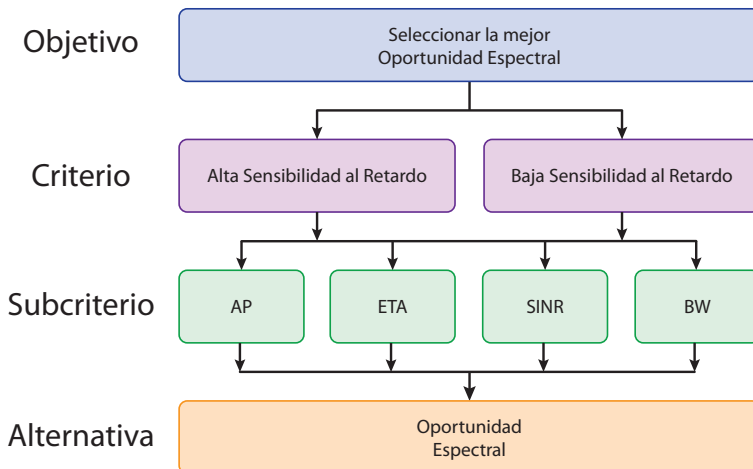 Objetivo
Seleccionar la mejor
Oportunidad Espectral
Criterio
Alta Sensibilidad al Retardo
Baja Sensibilidad al Retardo
Subcriterio
AP
ETA
SINR
BW
Alternativa
Oportunidad
Espectral